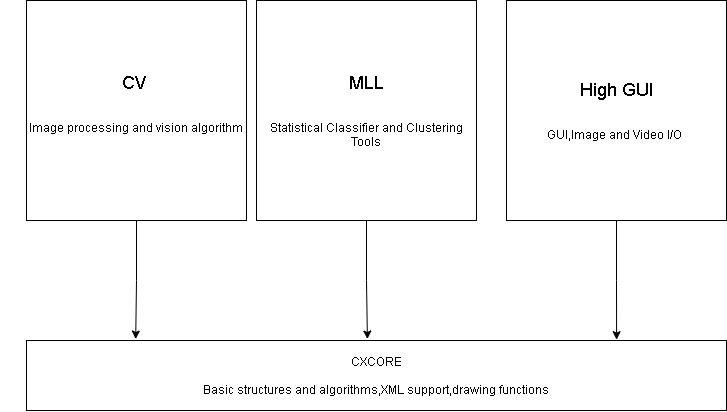 CV
Image processing and vision algorithm
MLL
Statistical Classifier and Clustering
Tools
High GUI
GUI,Image and Video I/O
CXCORE
Basic structures and algorithms,XML support,drawing functions